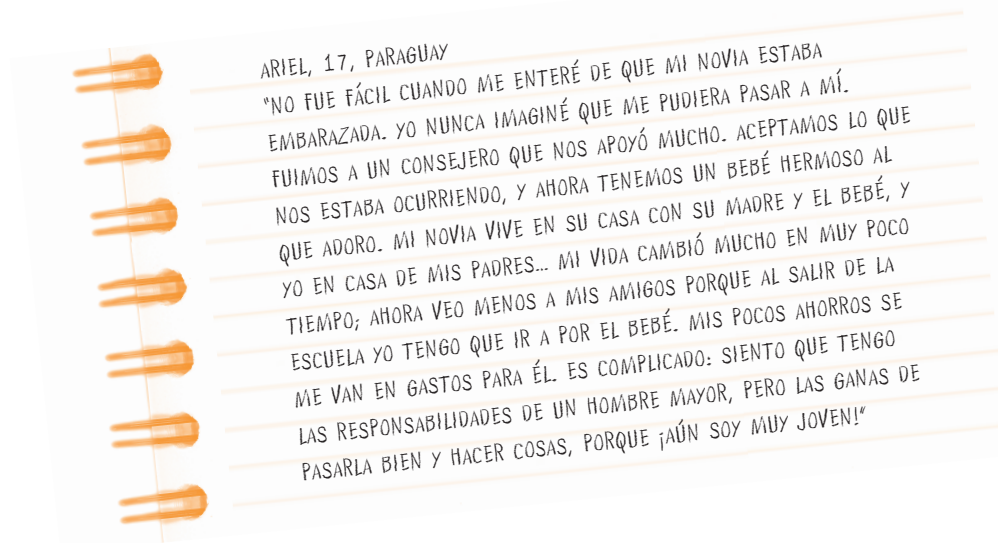 ARIEL, 17, PARAGUAY
"NO FUE FÁCIL CUANDO ME ENTERÉ DE QUE MI NOVIA ESTABA
EMBARAZADA. YO NUNCA IMAGINÉ QUE ME PUDIERA PASAR A MÍ.
FUIMOS A UN CONSEJERO QUE NOS APOYÓ MUCHO. ACEPTAMOS LO QUE
NOS ESTABA OCURRIENDO, Y AHORA TENEMOS UN BEBÉ HERMOSO AL
QUE ADORO. MI NOVIA VIVE EN SU CASA CON SU MADRE Y EL BEBÉ, Y
YO EN CASA DE MIS PADRES... MI VIDA CAMBIÓ MUCHO EN MUY POCO
TIEMPO; AHORA VEO MENOS A MIS AMIGOS PORQUE AL SALIR DE LA
ESCUELA YO TENGO QUE IR A POR EL BEBÉ. MIS POCOS AHORROS SE
ME VAN EN GASTOS PARA ÉL. ES COMPLICADO: SIENTO QUE TENGO
LAS RESPONSABILIDADES DE UN HOMBRE MAYOR, PERO LAS GANAS DE
PASARLA BIEN Y HACER COSAS, PORQUE ¡AÚN SOY MUY JOVEN!"